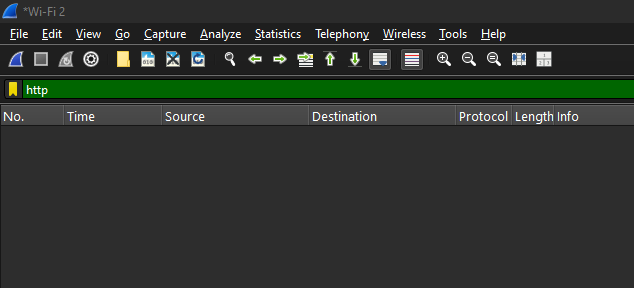 *Wi-Fi 2
File Edit View Go Capture Analyze Statistics Telephony Wireless Tools Help
http
No. Time Source Destination Protocol Length Info